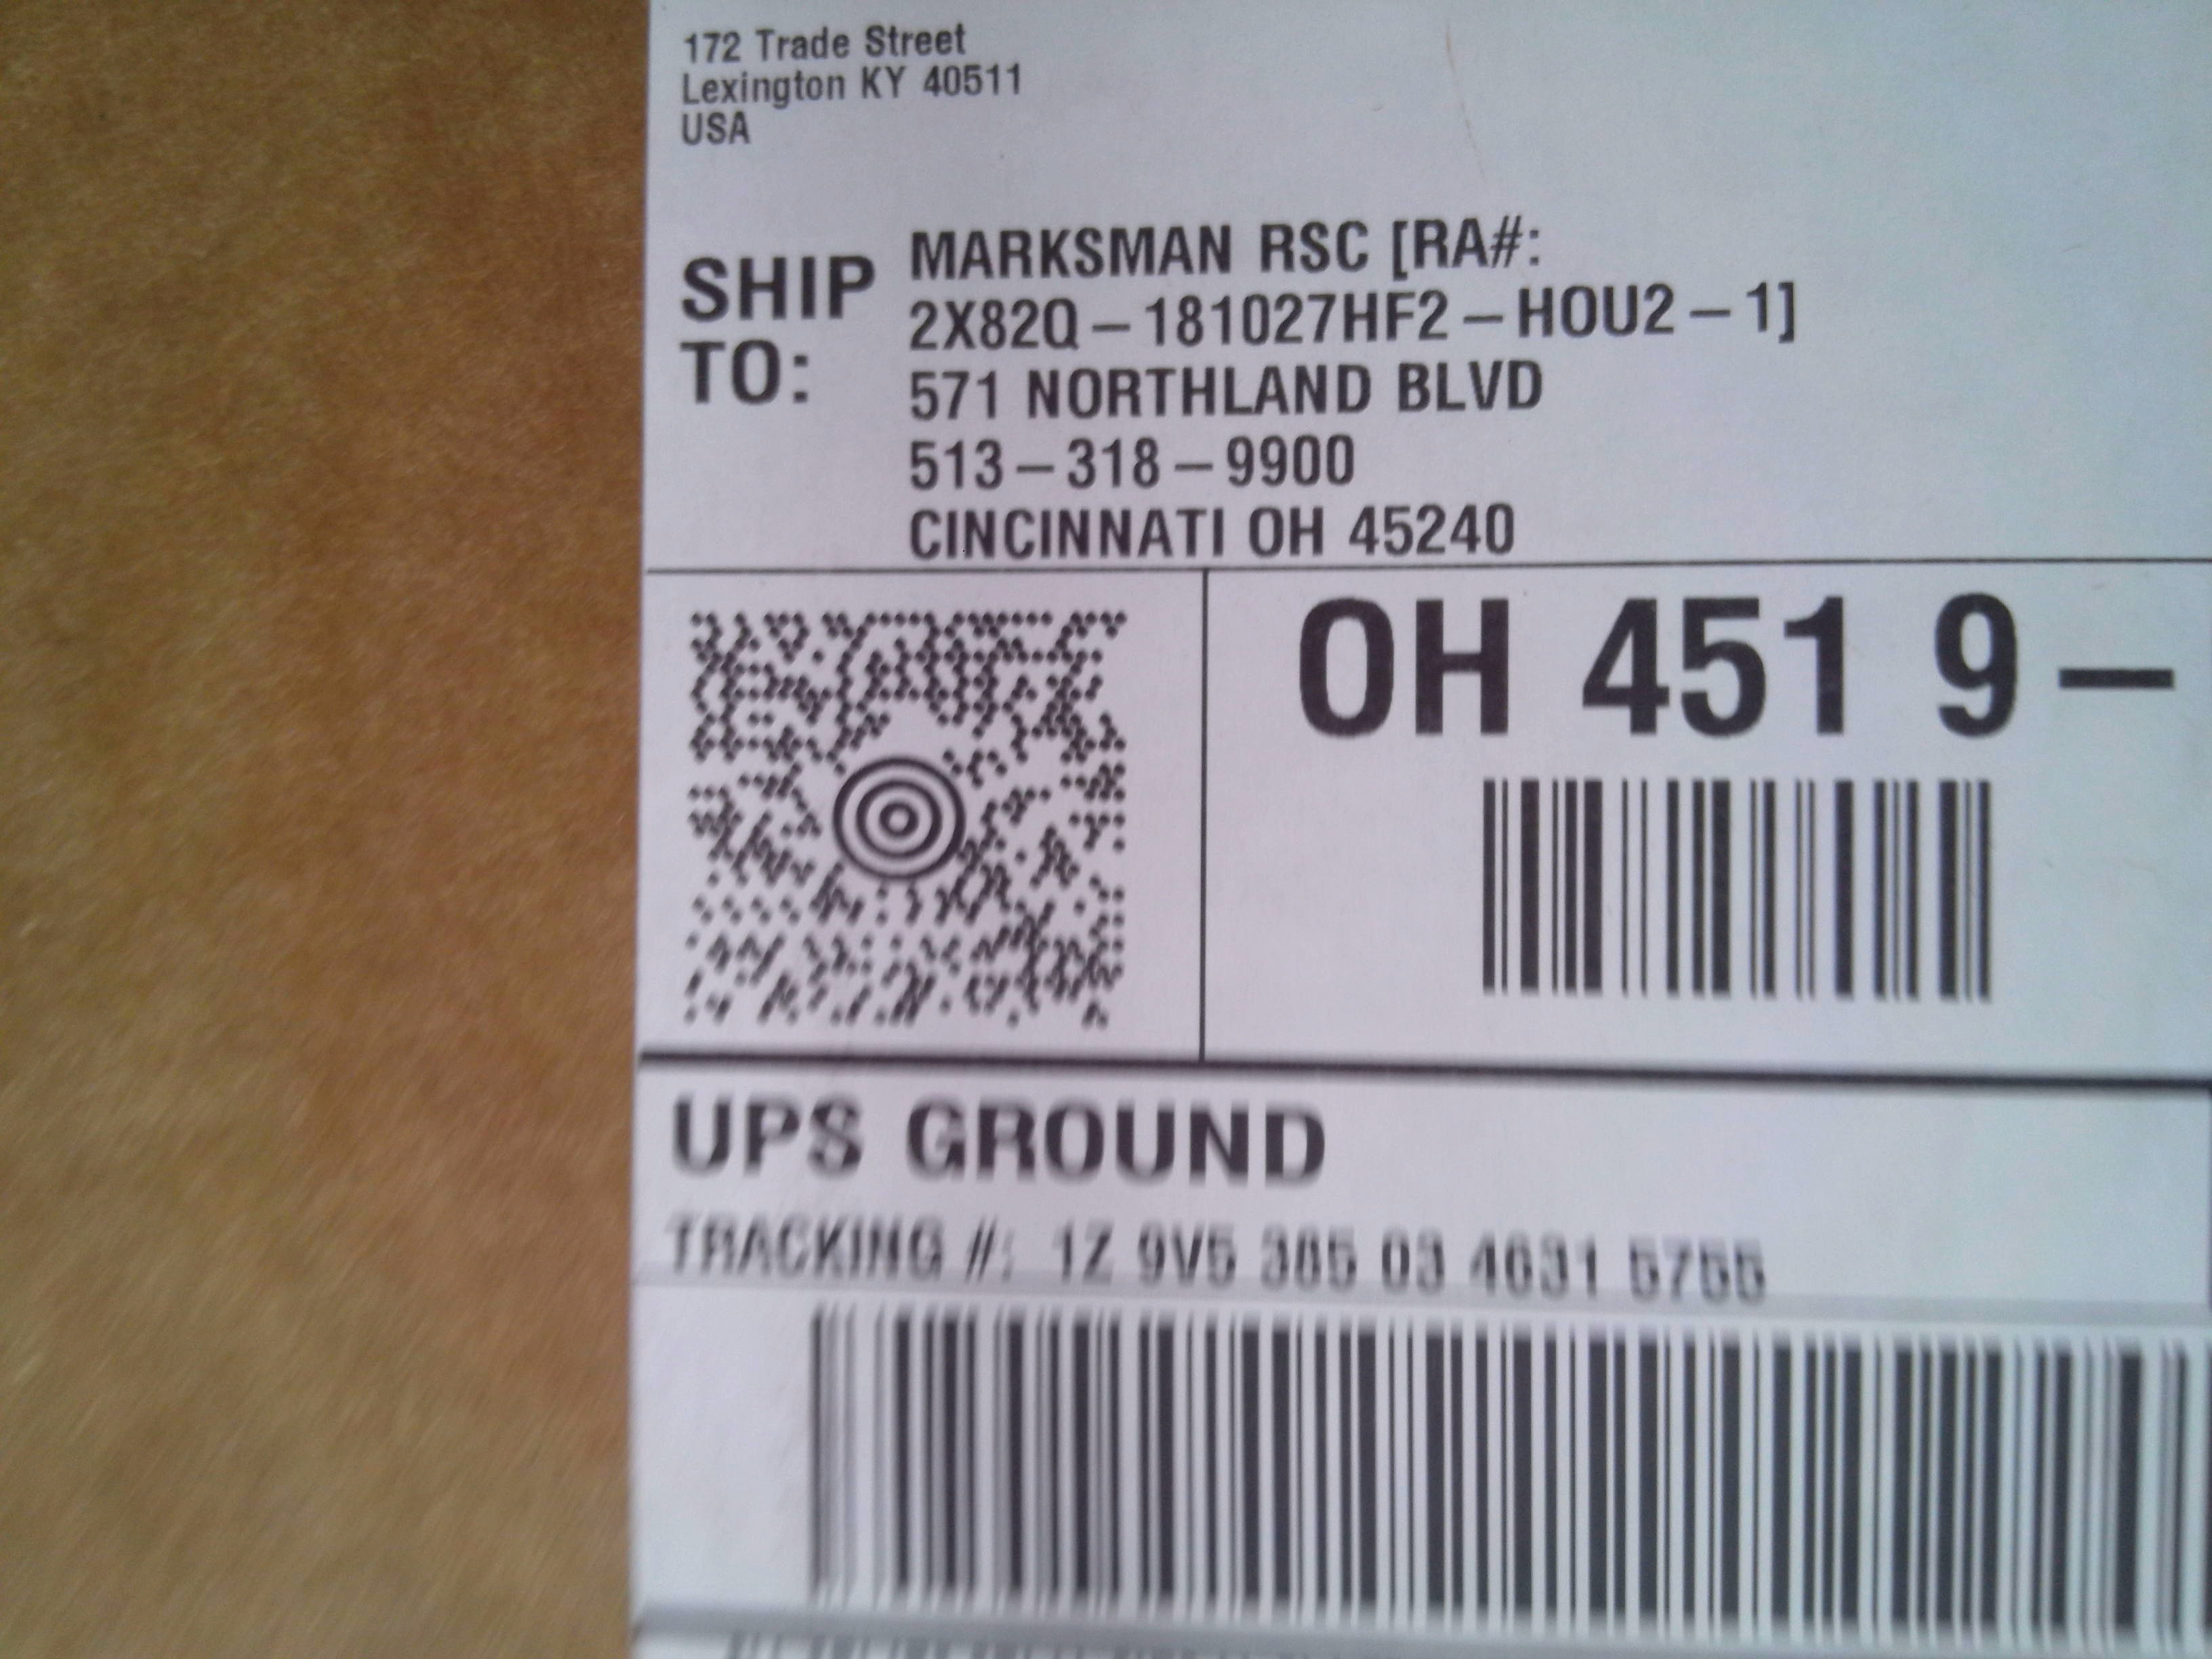 172 Trade Street
Lexington KY 40511
USA
SHIP TO:
MARKSMAN RSC [RA#:
2X82Q-181027HF2-HOU2-1]
571 NORTHLAND BLVD
513-318-9900
CINCINNATI OH 45240
OH 451 9-
UPS GROUND
TRACKING #: 1Z 9V5 385 03 4631 5755